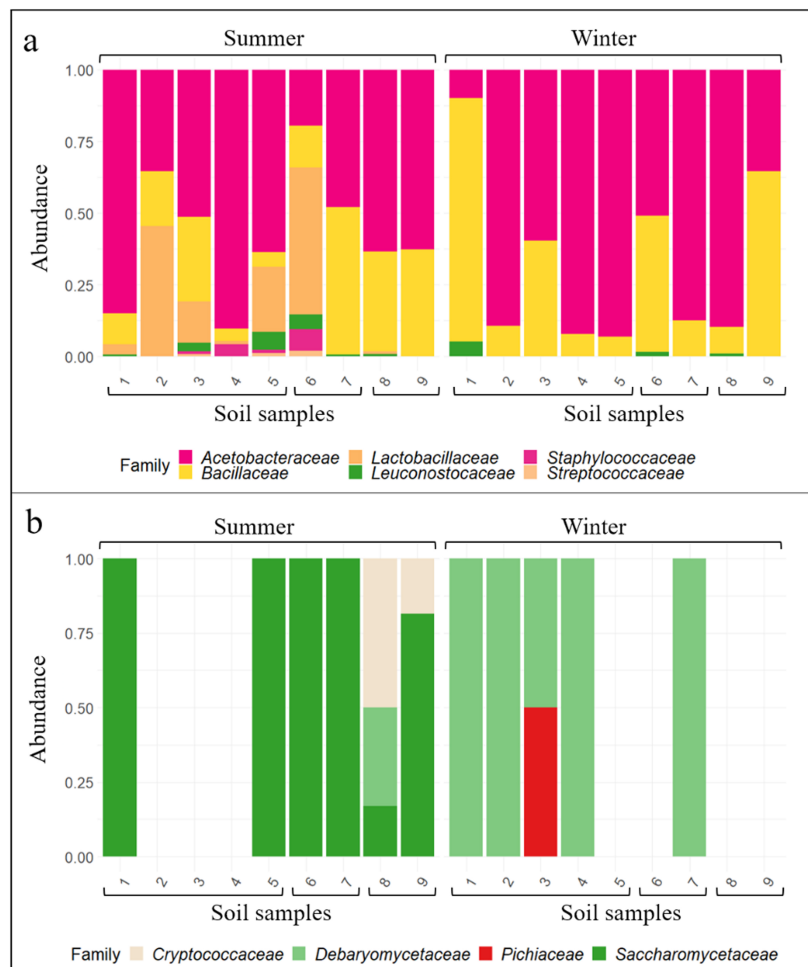 a
Summer Winter
Abundance
1.00
0.75
0.50
0.25
0.00
1 2 3 4 5 6 7 8 9 1 2 3 4 5 6 7 8 9
Soil samples Soil samples
Family Acetobacteraceae Lactobacillaceae Staphylococcaceae
Bacillaceae Leuconostocaceae Streptococcaceae
b
Summer Winter
Abundance
1.00
0.75
0.50
0.25
0.00
1 2 3 4 5 6 7 8 9 1 2 3 4 5 6 7 8 9
Soil samples Soil samples
Family Cryptococcaceae Debaryomycetaceae Pichiaceae Saccharomycetaceae